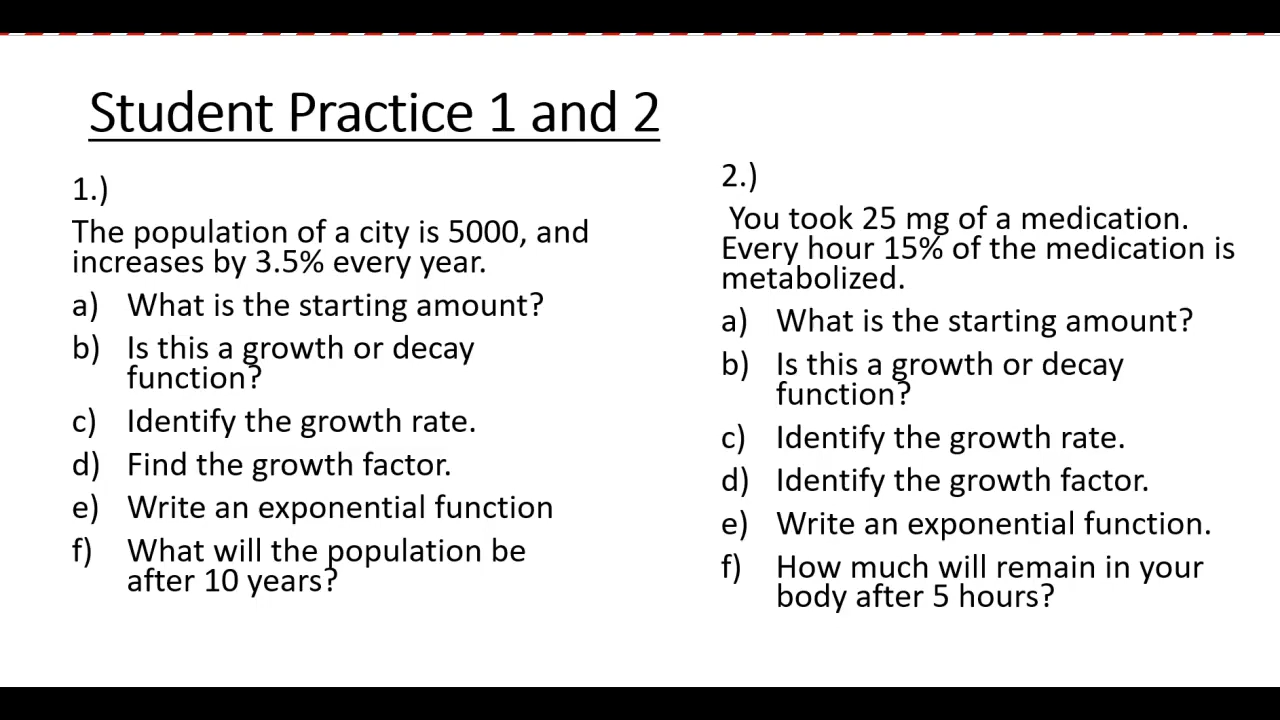 Student Practice 1 and 2
1.)
The population of a city is 5000, and
increases by 3.5% every year.
a) What is the starting amount?
b) Is this a growth or decay
function?
c) Identify the growth rate.
d) Find the growth factor.
e) Write an exponential function
f) What will the population be
after 10 years?
2.)
You took 25 mg of a medication.
Every hour 15% of the medication is
metabolized.
a) What is the starting amount?
b) Is this a growth or decay
function?
c) Identify the growth rate.
d) Identify the growth factor.
e) Write an exponential function.
f) How much will remain in your
body after 5 hours?